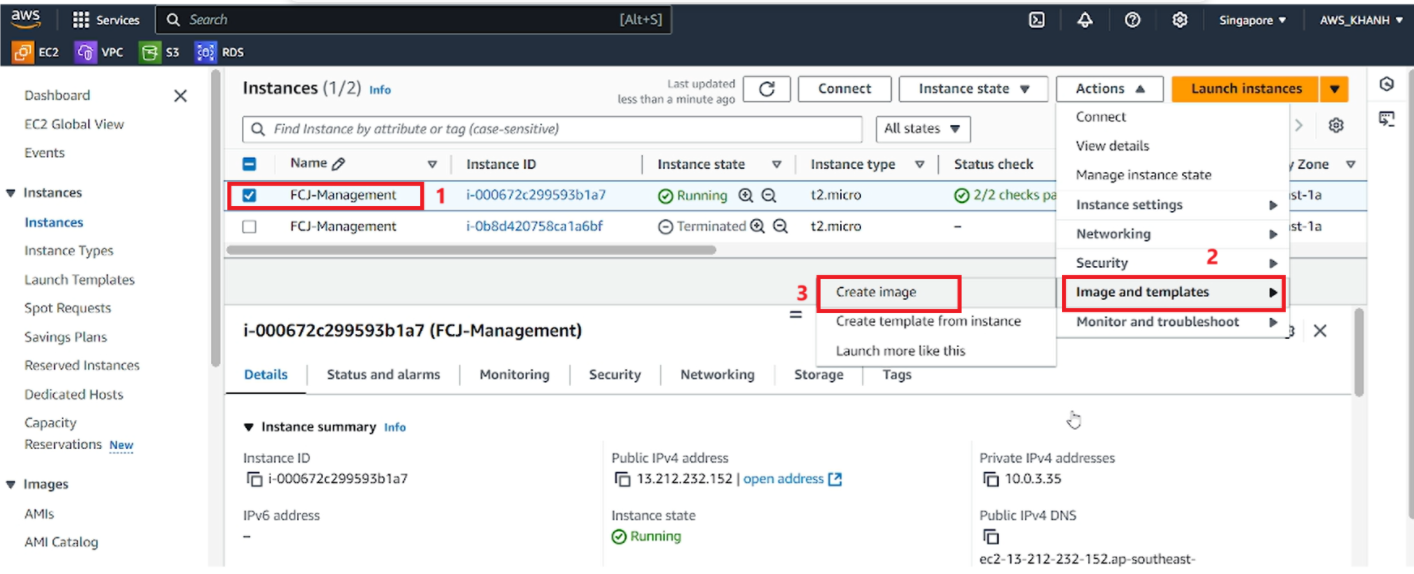 aws
Services
Search
[Alt+S]
Singapore
AWS_KHANH
EC2
VPC
S3
RDS
Dashboard
EC2 Global View
Events
Instances
Instances
Instance Types
Launch Templates
Spot Requests
Savings Plans
Reserved Instances
Dedicated Hosts
Capacity
Reservations New
Images
AMIs
AMI Catalog
Instances (1/2) Info
Last updated
less than a minute ago
Connect
Instance state
Actions
Launch instances
Find Instance by attribute or tag (case-sensitive)
All states
Name
Instance ID
Instance state
Instance type
Status check
Zone
FCJ-Management
1
i-000672c299593b1a7
Running
t2.micro
2/2 checks pa
st-1a
FCJ-Management
i-0b8d420758ca1a6bf
Terminated
t2.micro
–
st-1a
Connect
View details
Manage instance state
Instance settings
Networking
Security
2
Image and templates
Monitor and troubleshoot
3
Create image
Create template from instance
Launch more like this
i-000672c299593b1a7 (FCJ-Management)
Details
Status and alarms
Monitoring
Security
Networking
Storage
Tags
Instance summary Info
Instance ID
i-000672c299593b1a7
Public IPv4 address
13.212.232.152 | open address
Private IPv4 addresses
10.0.3.35
IPv6 address
–
Instance state
Running
Public IPv4 DNS
ec2-13-212-232-152.ap-southeast-